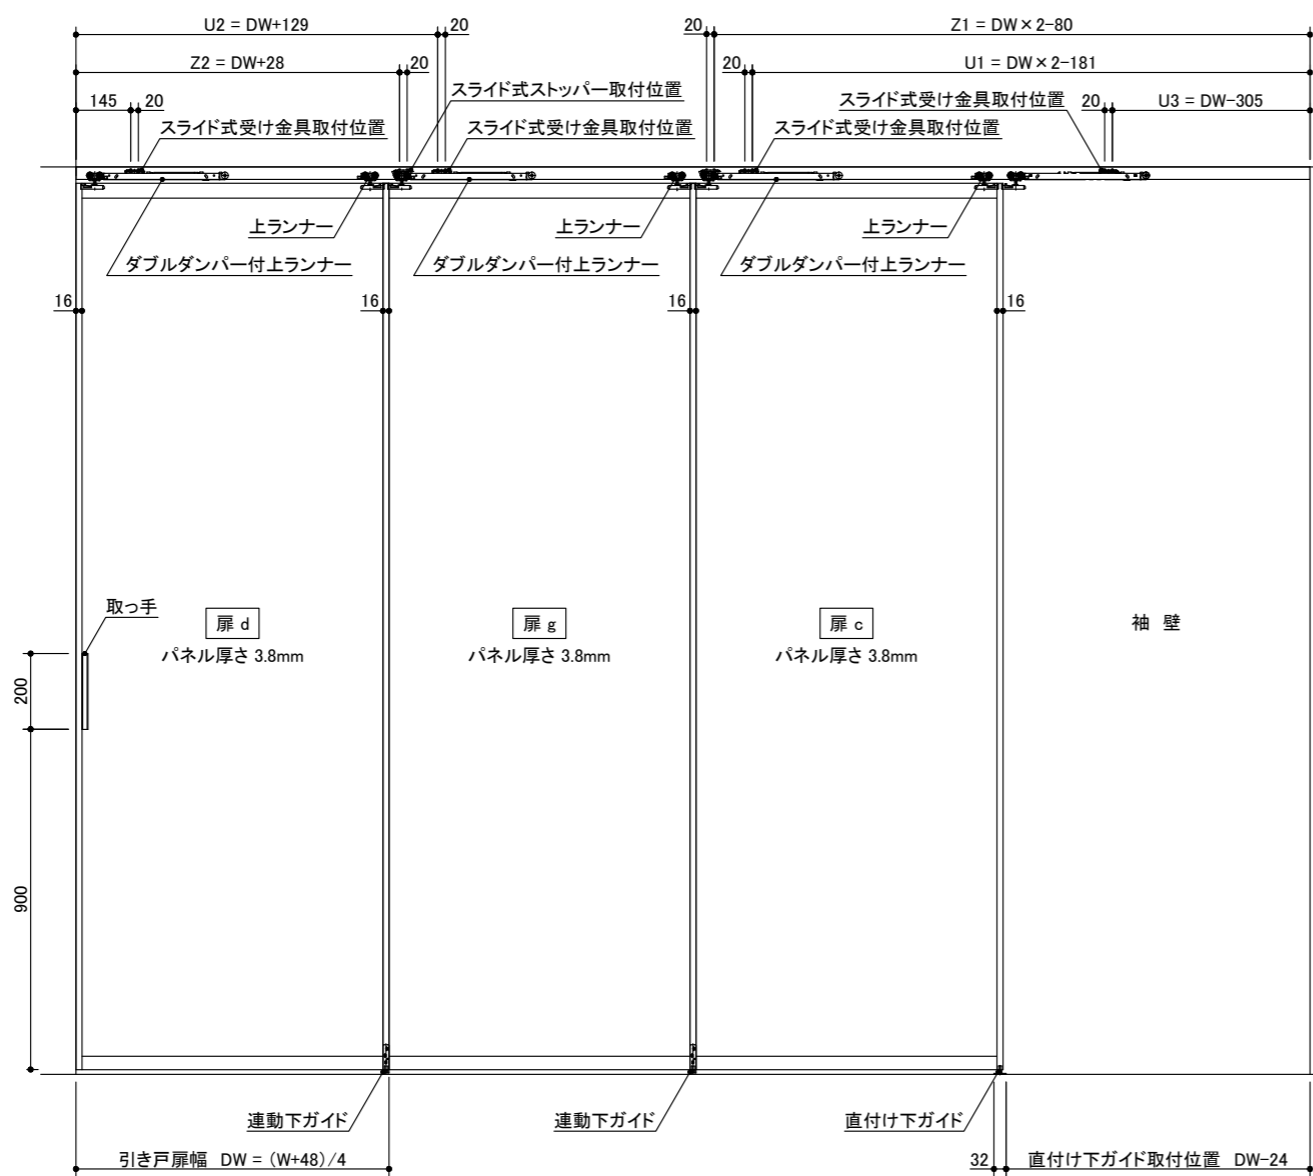 U2 = DW+129
20
20
Z1 = DW×2-80
Z2 = DW+28
20
20
U1 = DW×2-181
145
20
スライド式ストッパー取付位置
スライド式受け金具取付位置
20
U3 = DW-305
スライド式受け金具取付位置
スライド式受け金具取付位置
スライド式受け金具取付位置
上ランナー
上ランナー
上ランナー
ダブルダンパー付上ランナー
ダブルダンパー付上ランナー
ダブルダンパー付上ランナー
16
16
16
16
取っ手
扉 d
扉 g
扉 c
袖 壁
パネル厚さ 3.8mm
パネル厚さ 3.8mm
パネル厚さ 3.8mm
200
900
連動下ガイド
連動下ガイド
直付け下ガイド
引き戸扉幅 DW = (W+48)/4
32
直付け下ガイド取付位置 DW-24